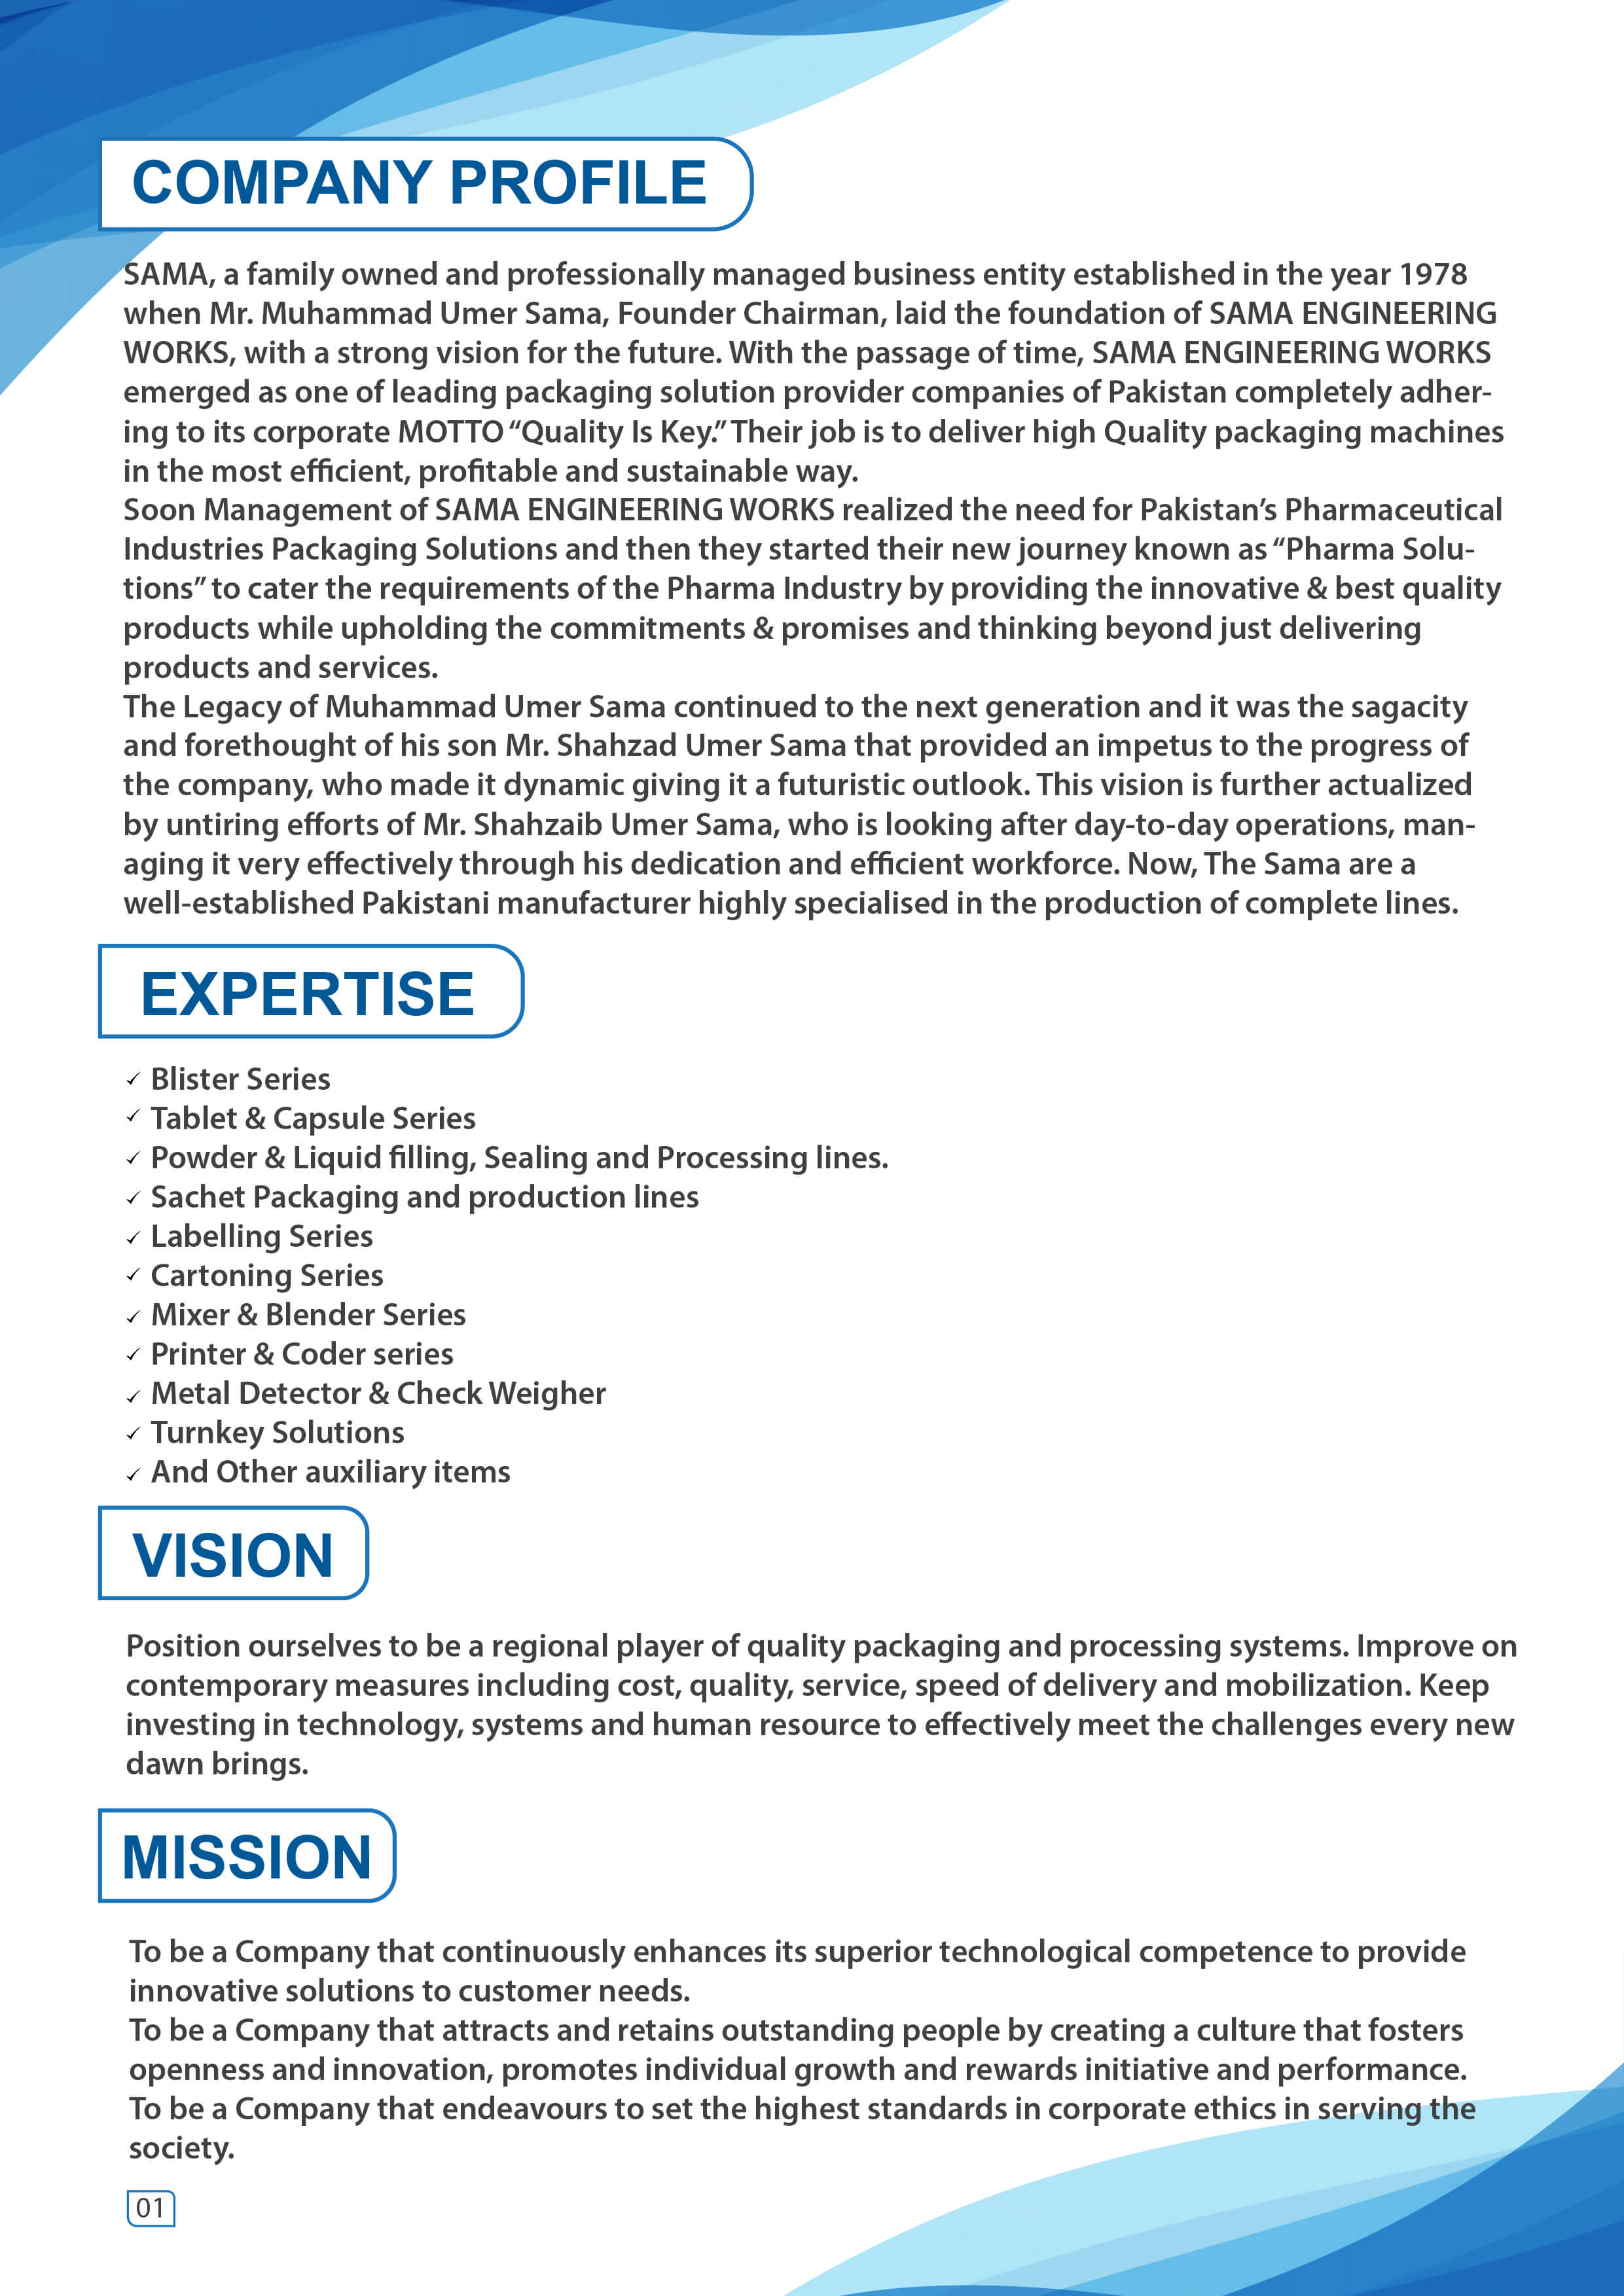 COMPANY PROFILE
SAMA, a family owned and professionally managed business entity established in the year 1978
when Mr. Muhammad Umer Sama, Founder Chairman, laid the foundation of SAMA ENGINEERING
WORKS, with a strong vision for the future. With the passage of time, SAMA ENGINEERING WORKS
emerged as one of leading packaging solution provider companies of Pakistan completely adher-
ing to its corporate MOTTO “Quality Is Key.” Their job is to deliver high Quality packaging machines
in the most efficient, profitable and sustainable way.
Soon Management of SAMA ENGINEERING WORKS realized the need for Pakistan’s Pharmaceutical
Industries Packaging Solutions and then they started their new journey known as “Pharma Solu-
tions” to cater the requirements of the Pharma Industry by providing the innovative & best quality
products while upholding the commitments & promises and thinking beyond just delivering
products and services.
The Legacy of Muhammad Umer Sama continued to the next generation and it was the sagacity
and forethought of his son Mr. Shahzad Umer Sama that provided an impetus to the progress of
the company, who made it dynamic giving it a futuristic outlook. This vision is further actualized
by untiring efforts of Mr. Shahzaib Umer Sama, who is looking after day-to-day operations, man-
aging it very effectively through his dedication and efficient workforce. Now, The Sama are a
well-established Pakistani manufacturer highly specialised in the production of complete lines.
EXPERTISE
✓ Blister Series
✓ Tablet & Capsule Series
✓ Powder & Liquid filling, Sealing and Processing lines.
✓ Sachet Packaging and production lines
✓ Labelling Series
✓ Cartoning Series
✓ Mixer & Blender Series
✓ Printer & Coder series
✓ Metal Detector & Check Weigher
✓ Turnkey Solutions
✓ And Other auxiliary items
VISION
Position ourselves to be a regional player of quality packaging and processing systems. Improve on
contemporary measures including cost, quality, service, speed of delivery and mobilization. Keep
investing in technology, systems and human resource to effectively meet the challenges every new
dawn brings.
MISSION
To be a Company that continuously enhances its superior technological competence to provide
innovative solutions to customer needs.
To be a Company that attracts and retains outstanding people by creating a culture that fosters
openness and innovation, promotes individual growth and rewards initiative and performance.
To be a Company that endeavours to set the highest standards in corporate ethics in serving the
society.
01